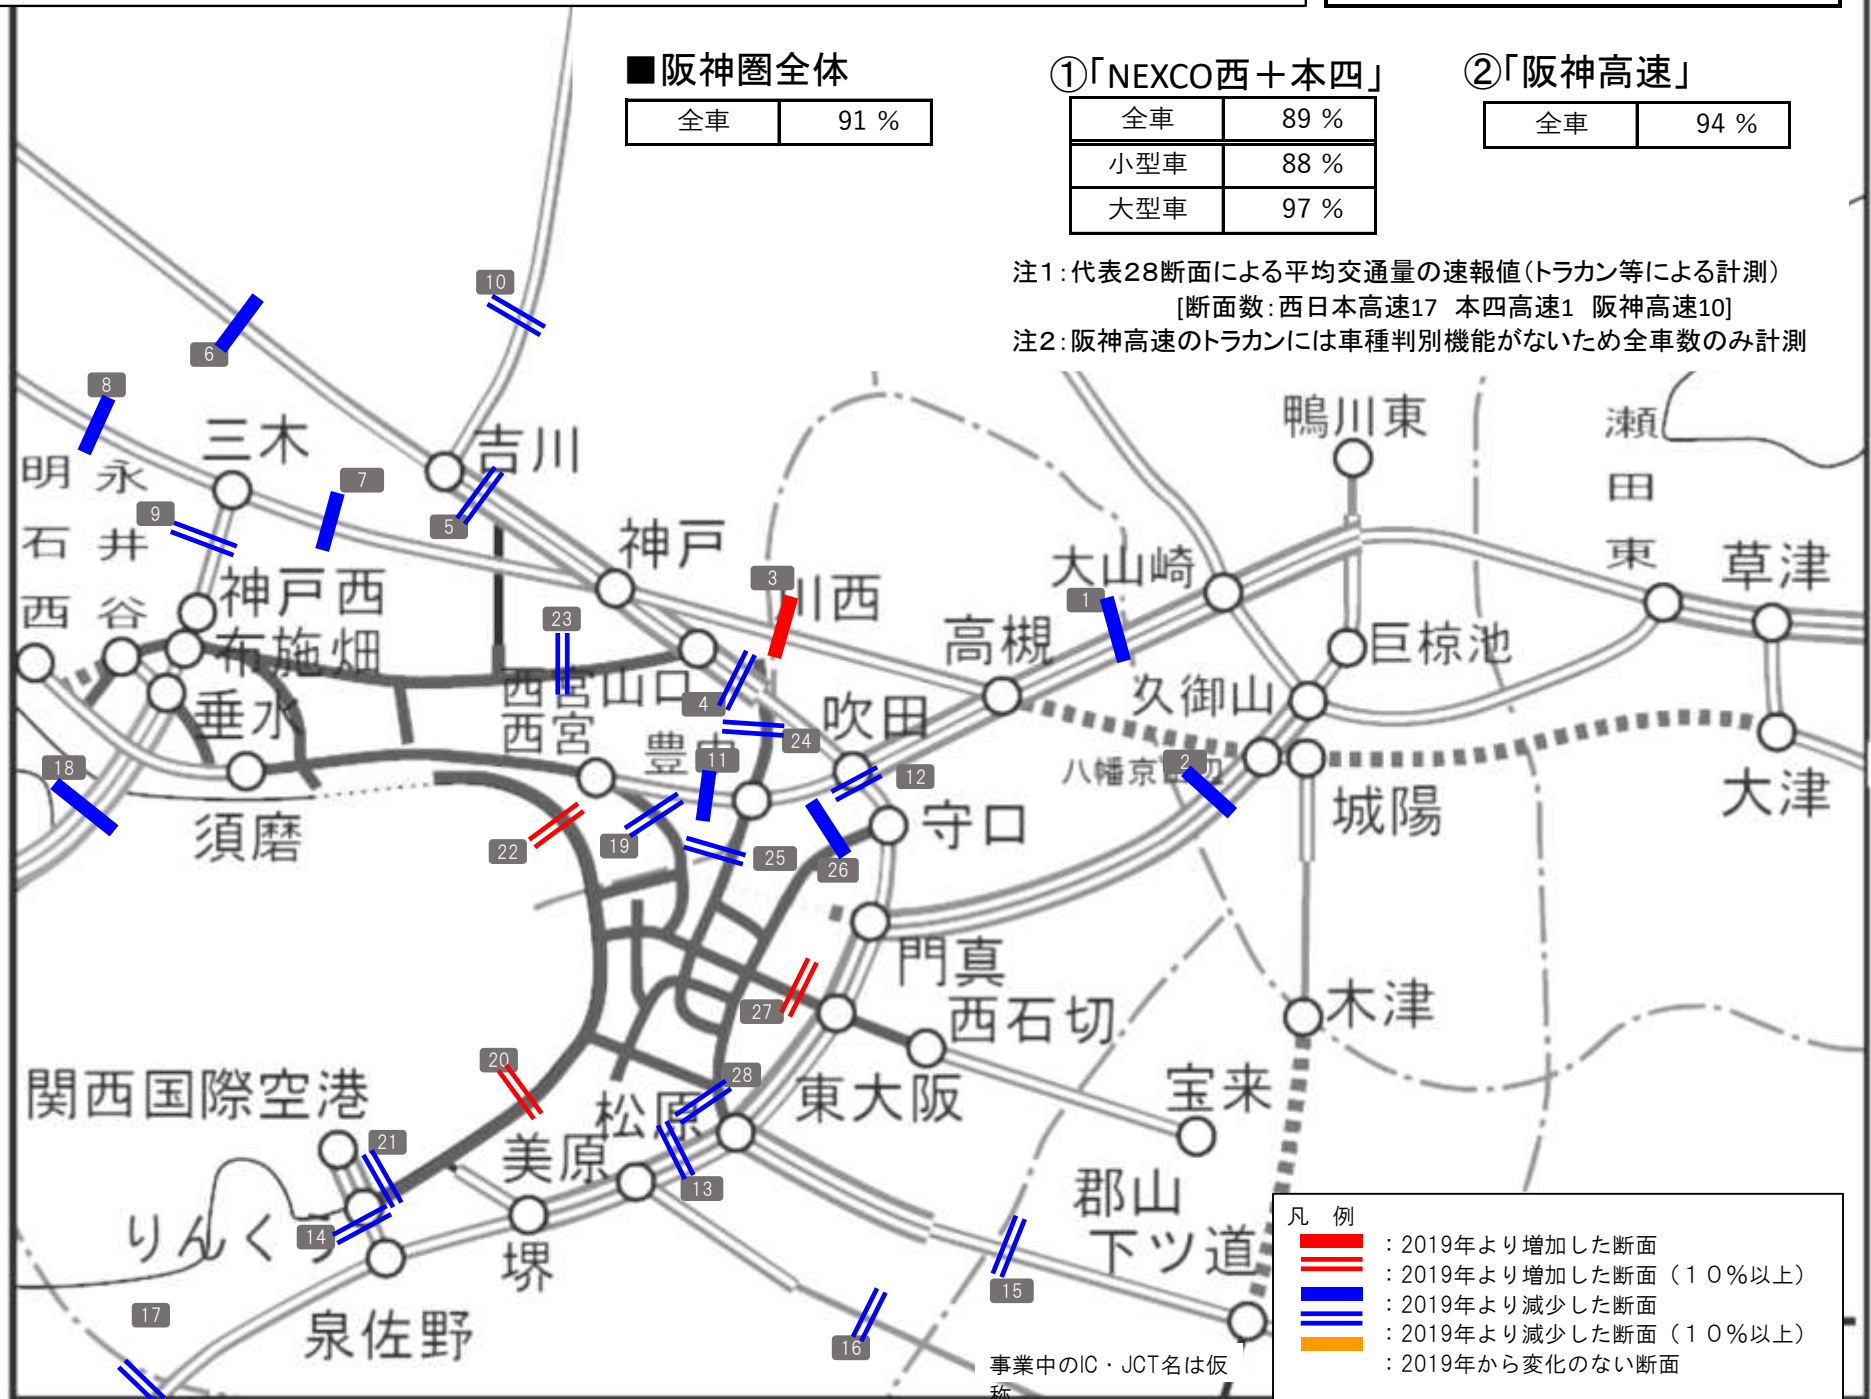 ■阪神圏全体
全車 91 %
①「NEXCO西＋本四」
全車 89 %
小型車 88 %
大型車 97 %
②「阪神高速」
全車 94 %
注1：代表28断面による平均交通量の速報値（トラカン等による計測）
[断面数：西日本高速17 本四高速1 阪神高速10]
注2：阪神高速のトラカンには車種判別機能がないため全車数のみ計測
10
6
8
三木
吉川
鴨川東
瀬田東
明石西
永井谷
7
9
5
神戸
3
川西
大山崎
1
草津
神戸西
布施畑
23
高槻
巨椋池
西宮山口
4
久御山
垂水
西宮
豊中
24
吹田
11
12
八幡京田辺
2
18
城陽
大津
須磨
22
19
25
26
守口
門真
27
西石切
木津
20
28
東大阪
宝来
関西国際空港
松原
21
美原
13
郡山下ツ道
りんくう
14
堺
15
17
泉佐野
16
事業中のIC・JCT名は仮
称
凡 例
：2019年より増加した断面
：2019年より増加した断面（１０％以上）
：2019年より減少した断面
：2019年より減少した断面（１０％以上）
：2019年から変化のない断面